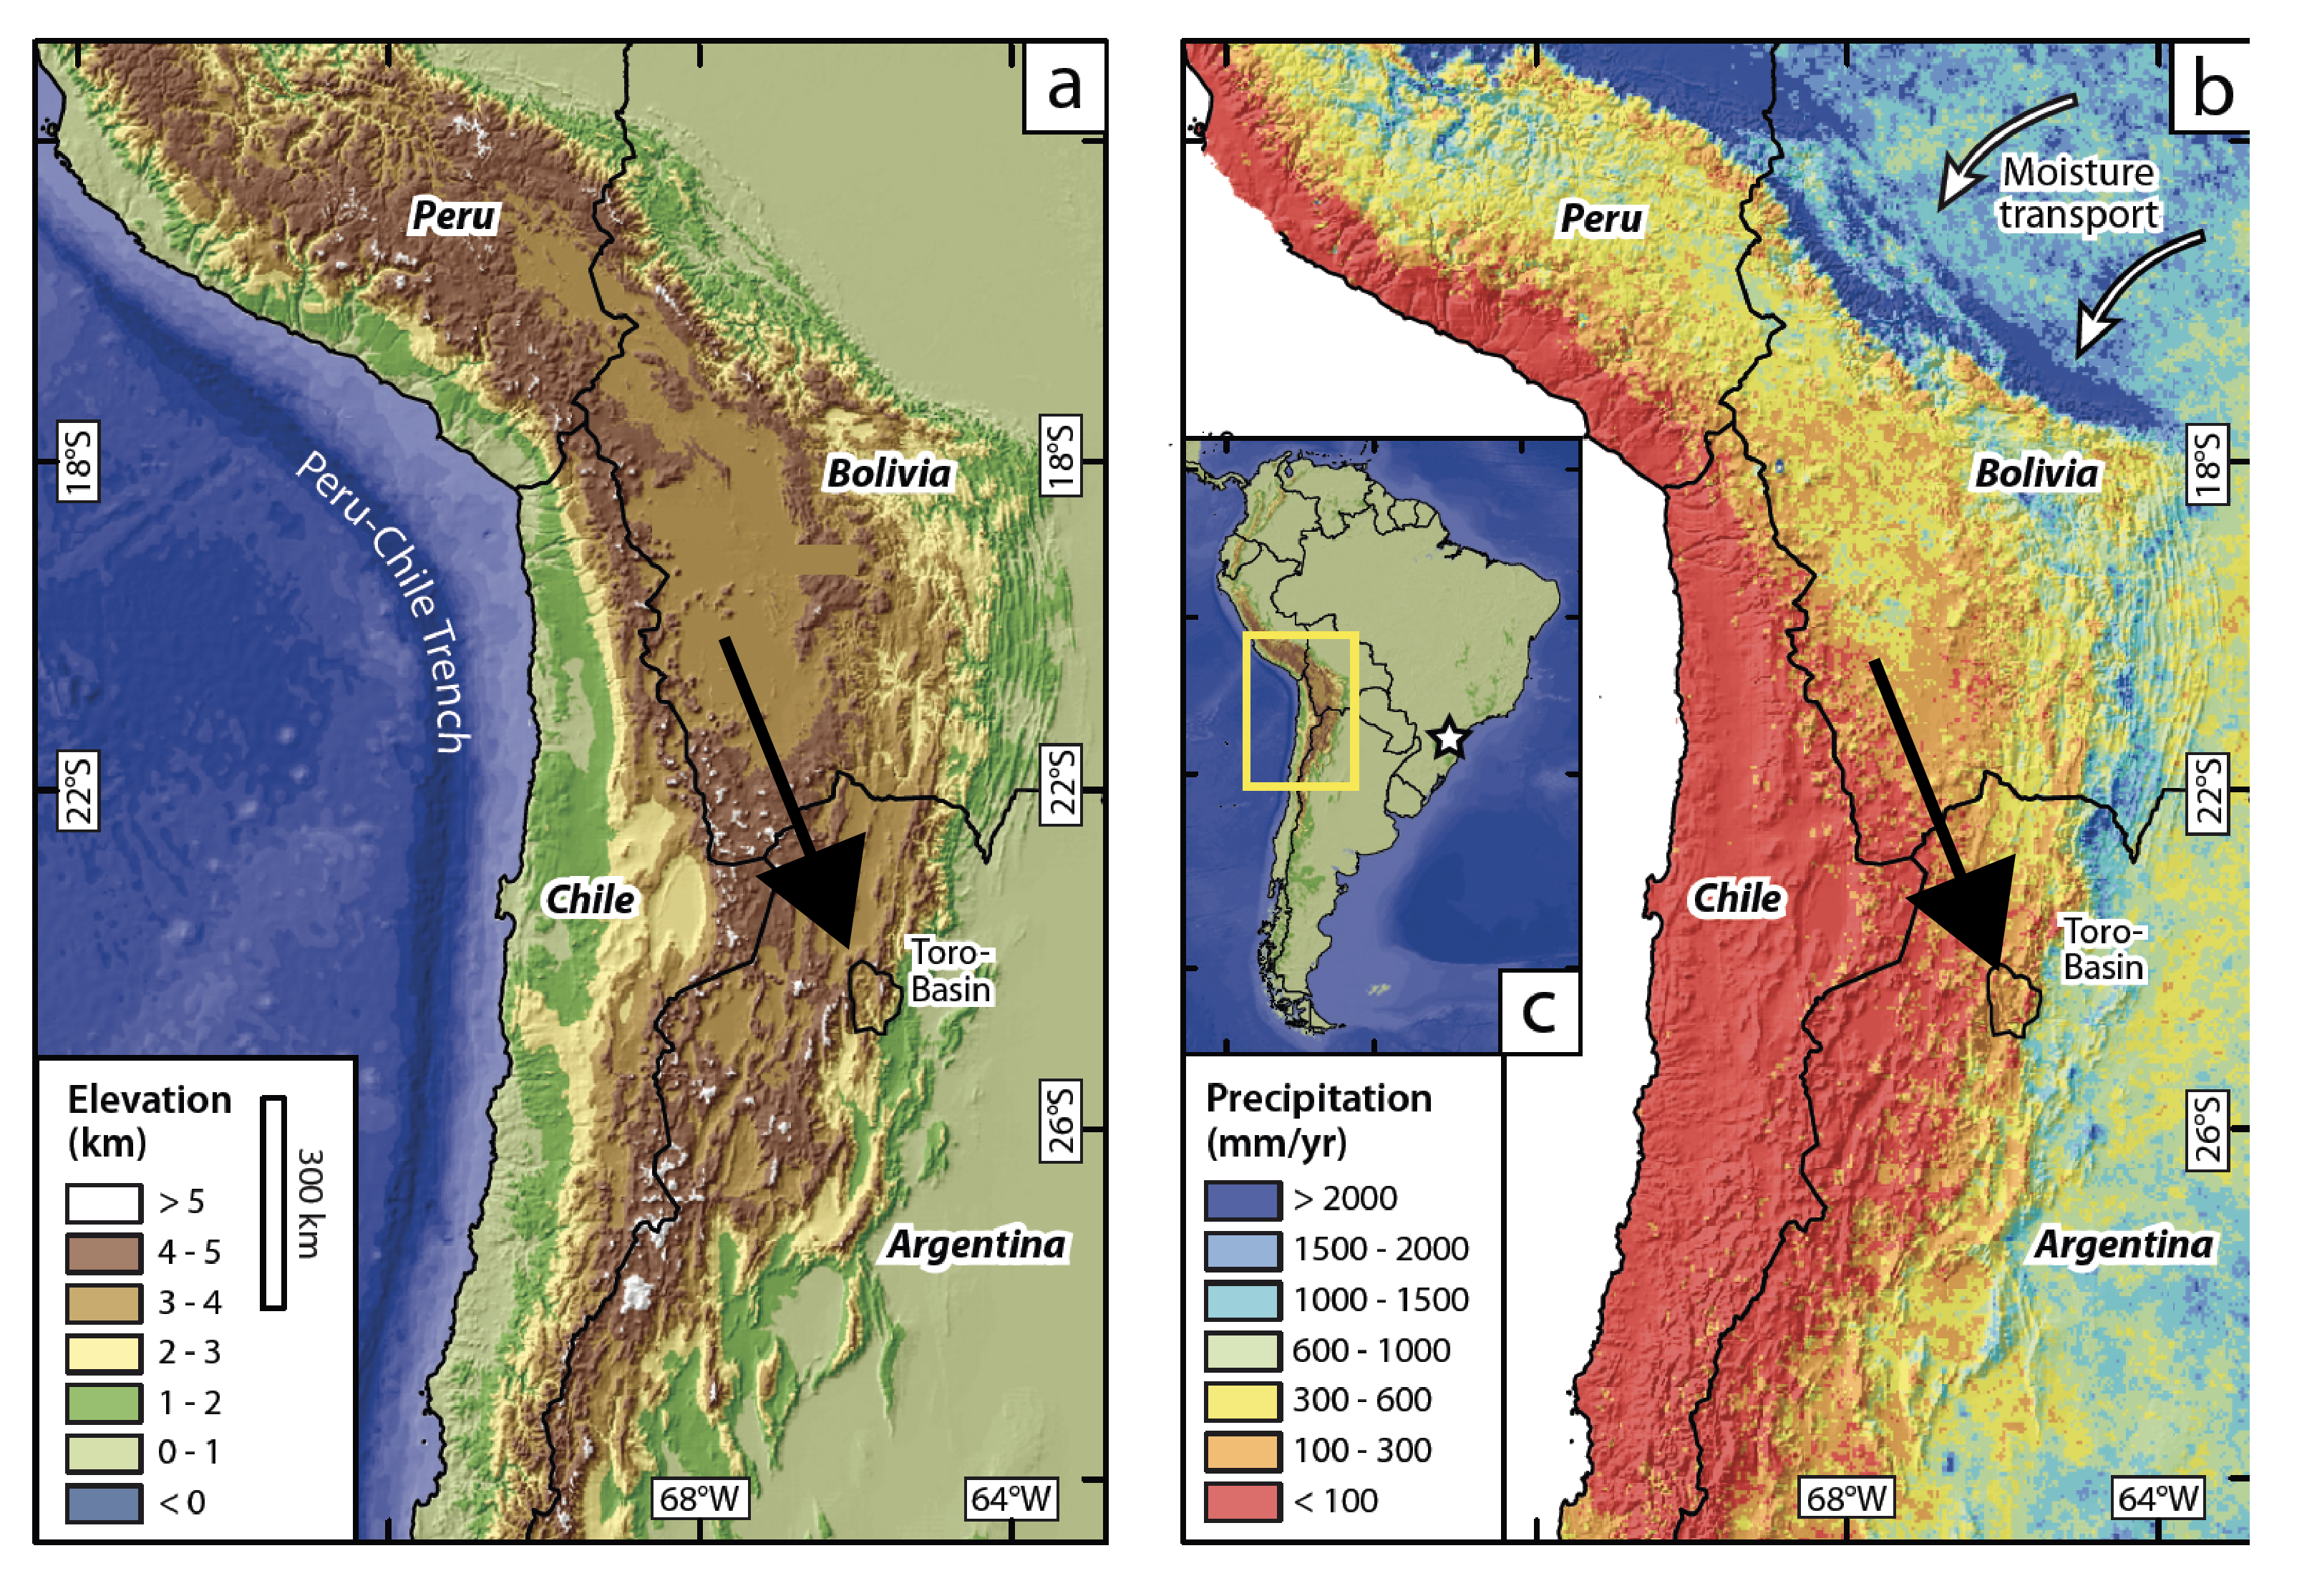 a
Peru
Bolivia
Peru-Chile Trench
18°S
18°S
22°S
22°S
Chile
Toro-
Basin
26°S
Argentina
Elevation
(km)
300 km
> 5
4 - 5
3 - 4
2 - 3
1 - 2
0 - 1
< 0
68°W
64°W
b
Moisture
transport
Peru
Bolivia
18°S
22°S
Chile
Toro-
Basin
c
26°S
Argentina
Precipitation
(mm/yr)
> 2000
1500 - 2000
1000 - 1500
600 - 1000
300 - 600
100 - 300
< 100
68°W
64°W